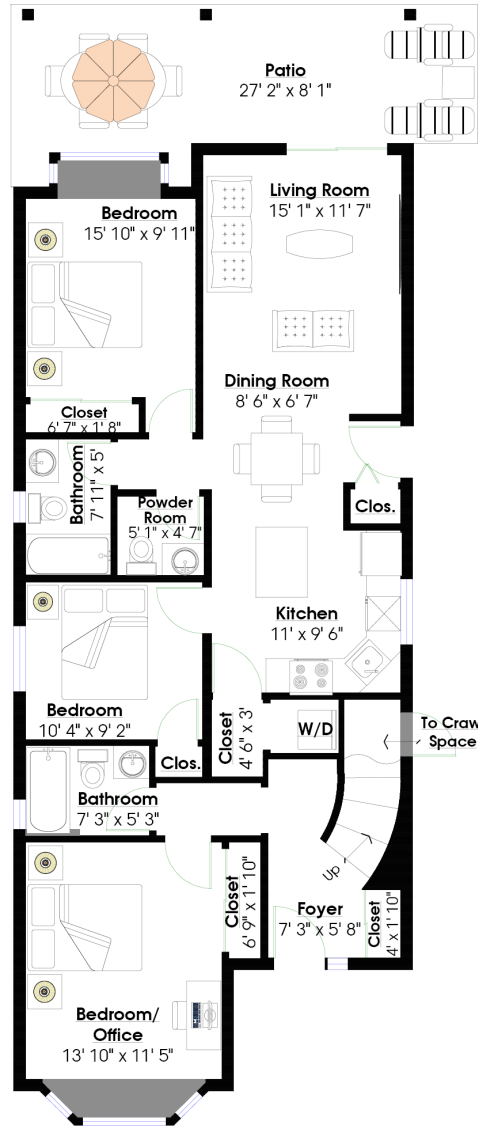 Patio
27' 2" x 8' 1"
Living Room
15' 1" x 11' 7"
Bedroom
15' 10" x 9' 11"
Dining Room
8' 6" x 6' 7"
Closet
6' 7" x 1' 8"
Bathroom
7' 11" x 5'
Powder
Room
5' 1" x 4' 7"
Clos.
Kitchen
11' x 9' 6"
Bedroom
10' 4" x 9' 2"
Closet
4' 6" x 3'
W/D
To Craw
Space
Clos.
Bathroom
7' 3" x 5' 3"
Up
Closet
6' 9" x 1' 10"
Foyer
7' 3" x 5' 8"
Closet
4' x 1' 10"
Bedroom/
Office
13' 10" x 11' 5"